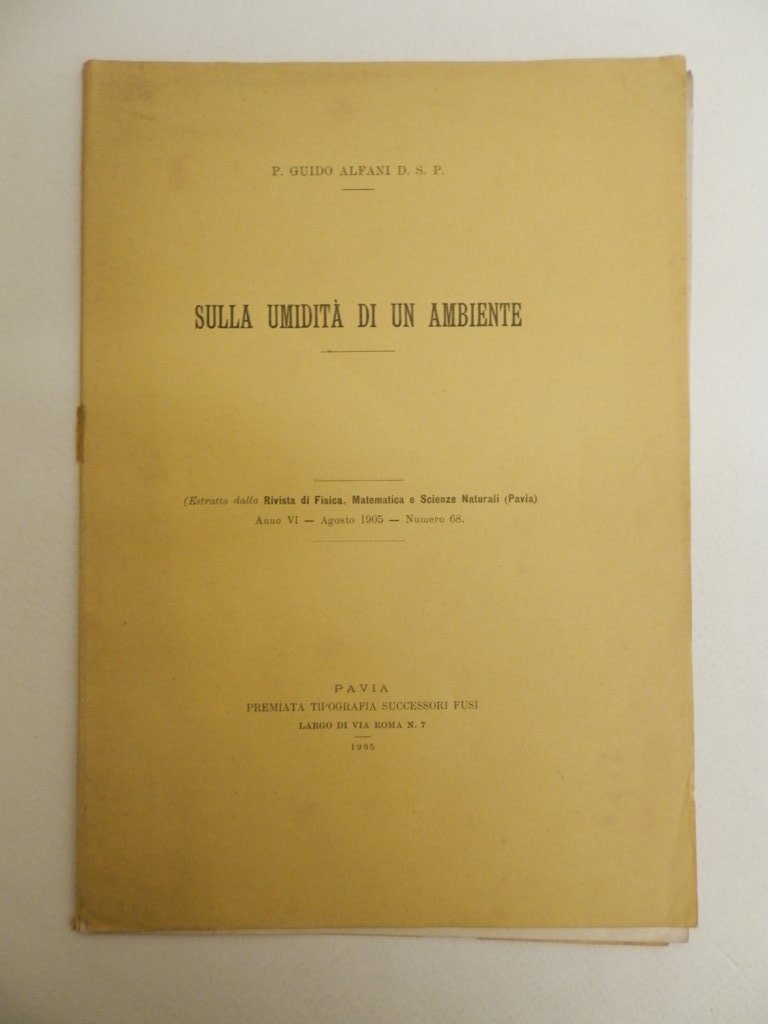 P. GUIDO ALFANI D. S. P.
SULLA UMIDITÀ DI UN AMBIENTE
(Estratto dalla Rivista di Fisica, Matematica e Scienze Naturali (Pavia)
Anno VI — Agosto 1905 — Numero 68.
PAVIA
PREMIATA TIPOGRAFIA SUCCESSORI FUSI
LARGO DI VIA ROMA N. 7
1905